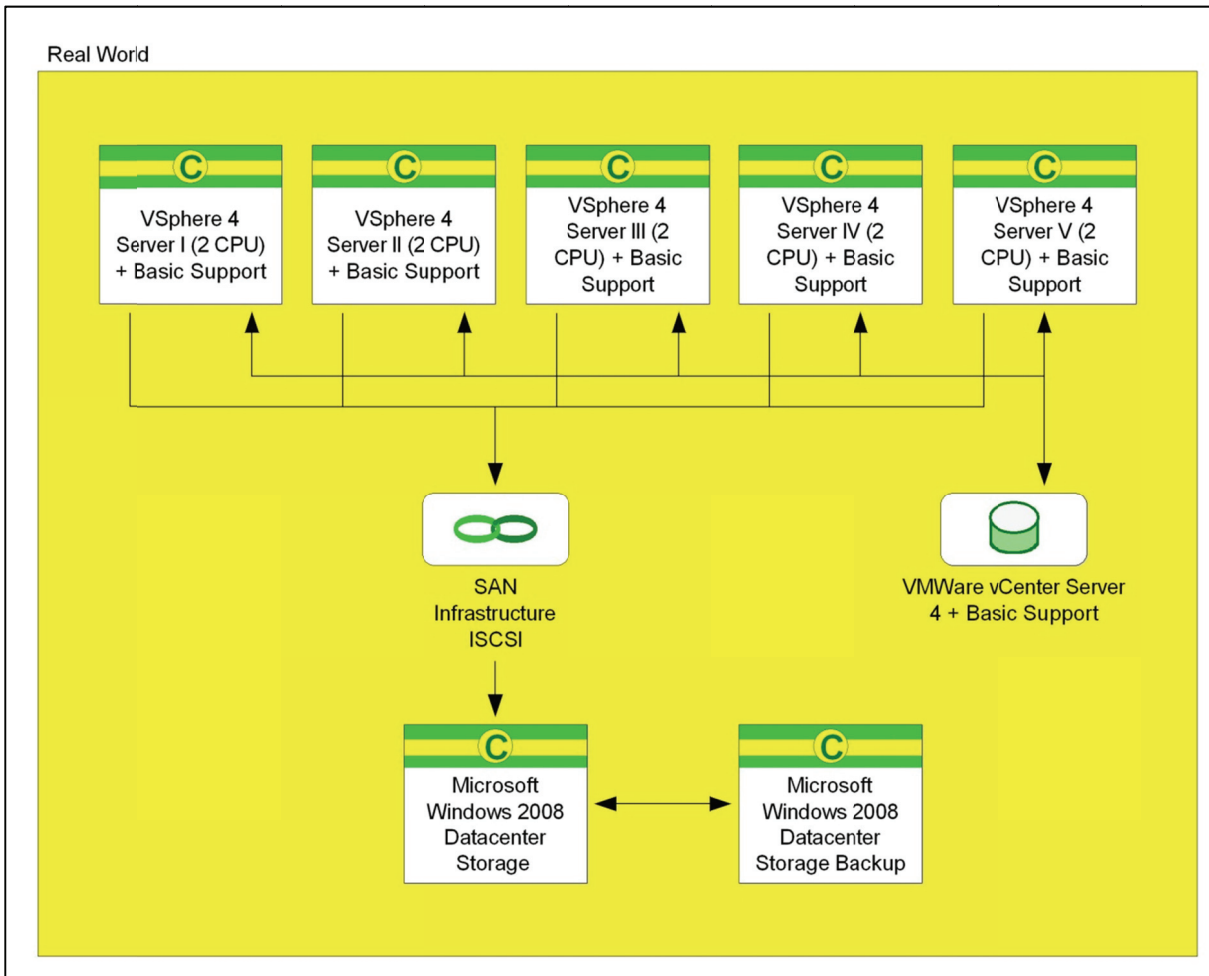 Real World
C
C
C
C
C
VSphere 4
Server I (2 CPU)
+ Basic Support
VSphere 4
Server II (2 CPU)
+ Basic Support
VSphere 4
Server III (2
CPU) + Basic
Support
VSphere 4
Server IV (2
CPU) + Basic
Support
VSphere 4
Server V (2
CPU) + Basic
Support
SAN
Infrastructure
ISCSI
VMWare vCenter Server
4 + Basic Support
C
Microsoft
Windows 2008
Datacenter
Storage
C
Microsoft
Windows 2008
Datacenter
Storage Backup